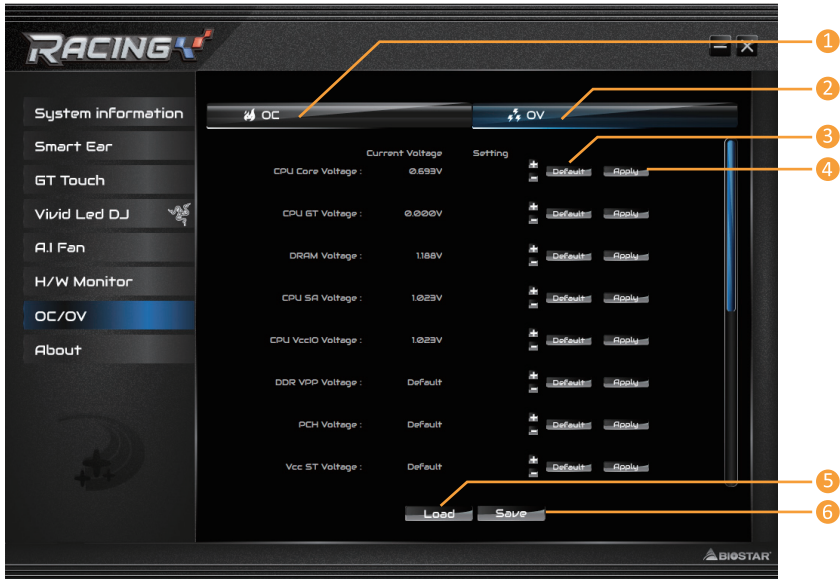 RACING
1
2
OC
OV
System information
Smart Ear
GT Touch
Vivid Led DJ
A.I Fan
H/W Monitor
OC/OV
About
Current Voltage Setting
3
CPU Core Voltage : 0.693V Default Apply
4
CPU GT Voltage : 0.000V Default Apply
DRAM Voltage : 1.188V Default Apply
CPU SA Voltage : 1.023V Default Apply
CPU VccIO Voltage : 1.023V Default Apply
DDR VPP Voltage : Default Default Apply
PCH Voltage : Default Default Apply
Vcc ST Voltage : Default Default Apply
5
Load Save
6
BIOSTAR